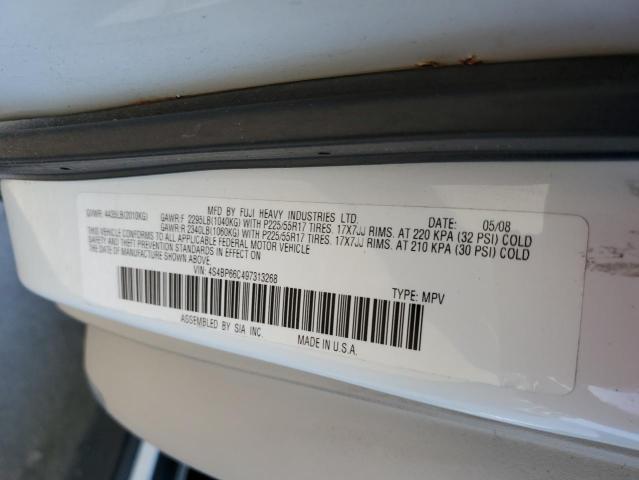 MFD BY FUJI HEAVY INDUSTRIES LTD. DATE: 05/08
GVWR: 4435LB(2010KG) GAWR:F 2295LB(1040KG) WITH P225/55R17 TIRES. 17X7JJ RIMS. AT 220 KPA (32 PSI) COLD
GAWR:R 2340LB(1060KG) WITH P225/55R17 TIRES. 17X7JJ RIMS. AT 210 KPA (30 PSI) COLD
THIS VEHICLE CONFORMS TO ALL APPLICABLE FEDERAL MOTOR VEHICLE
SAFETY AND BUMPER STANDARDS IN EFFECT ON THE DATE OF MANUFACTURE
SHOWN ABOVE.
VIN: 4S4BP66C497313268
TYPE: MPV
ASSEMBLED BY SIA INC. MADE IN U.S.A.